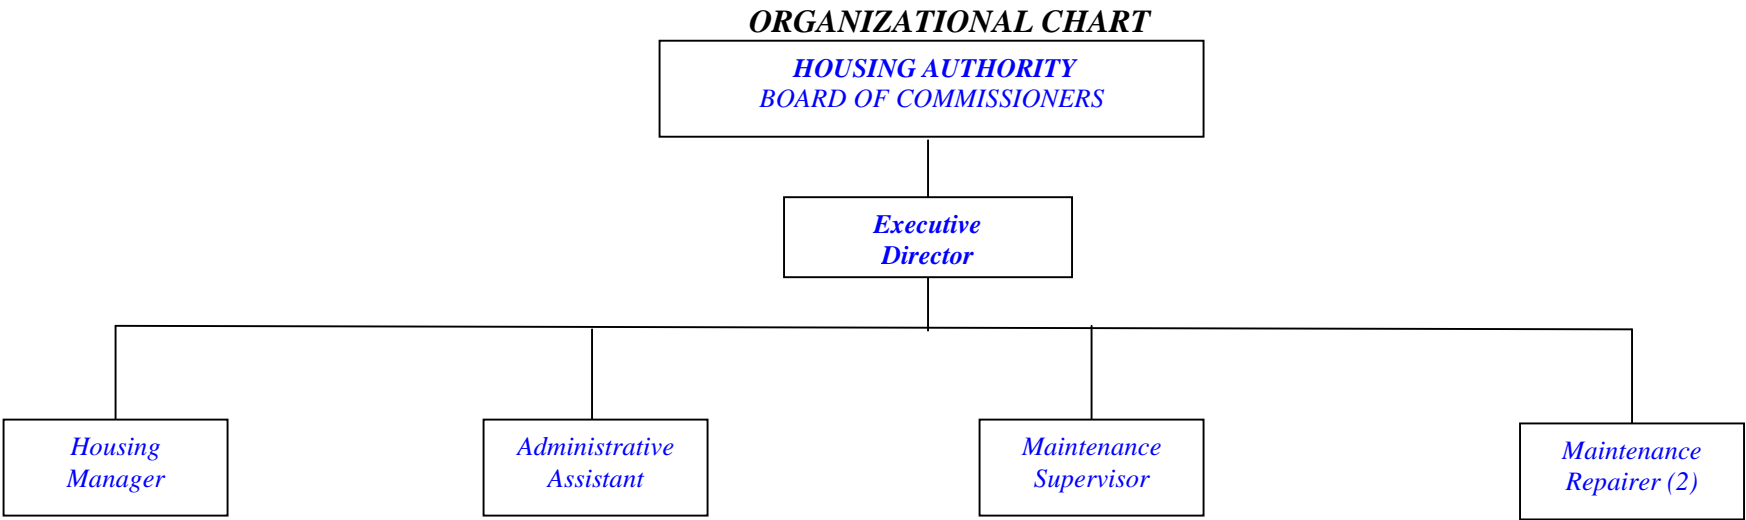 ORGANIZATIONAL CHART
HOUSING AUTHORITY
BOARD OF COMMISSIONERS
Executive
Director
Housing
Manager
Administrative
Assistant
Maintenance
Supervisor
Maintenance
Repairer (2)